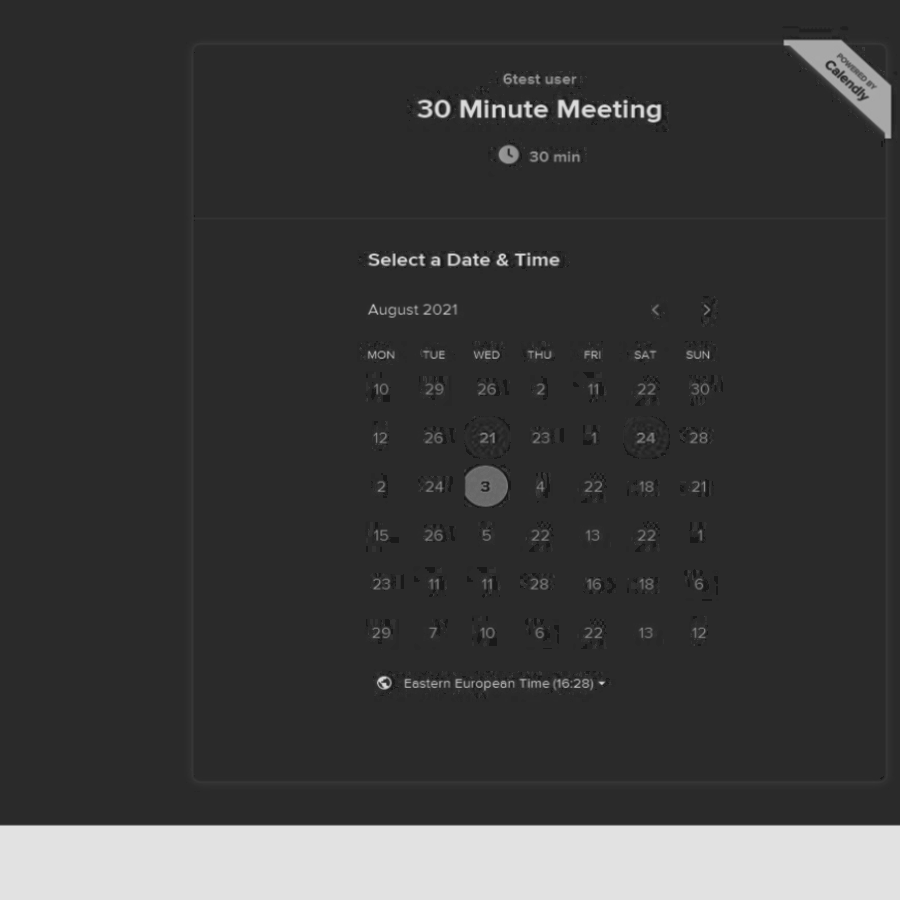 POWERED BY
Calendly
6test user
30 Minute Meeting
30 min
Select a Date & Time
August 2021
MON TUE WED THU FRI SAT SUN
10 29 26 2 11 22 30
12 26 21 23 1 24 28
2 24 3 4 22 18 21
15 26 5 22 13 22 1
23 11 11 28 16 18 6
29 7 10 6 22 13 12
Eastern European Time (16:28)